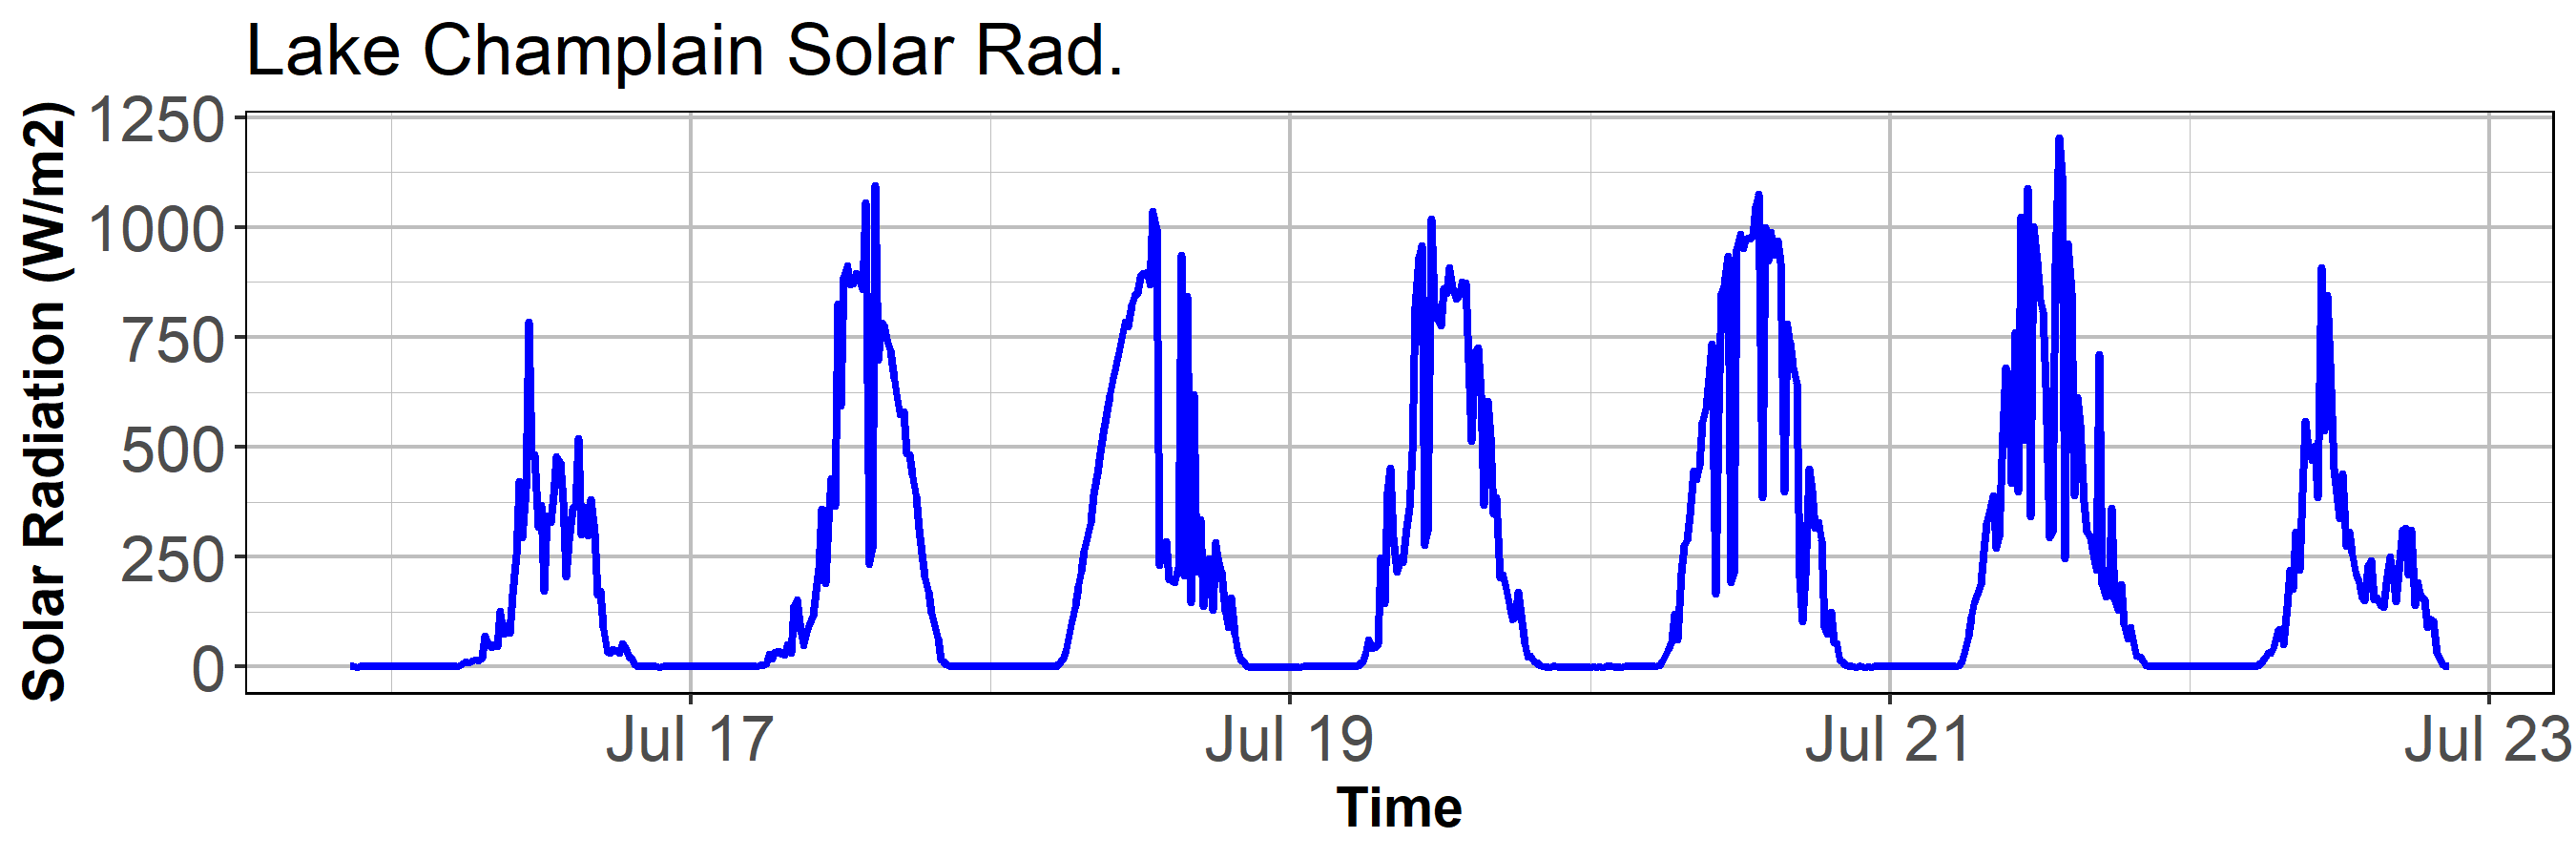 Lake Champlain Solar Rad.
Solar Radiation (W/m2)
1250
1000
750
500
250
0
Jul 17
Jul 19
Jul 21
Jul 23
Time